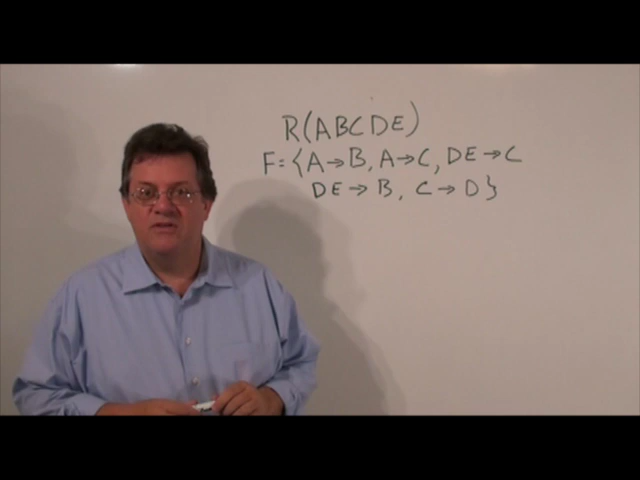 R(ABCDE)
F={A→B, A→C, DE→C
DE→B, C→D}